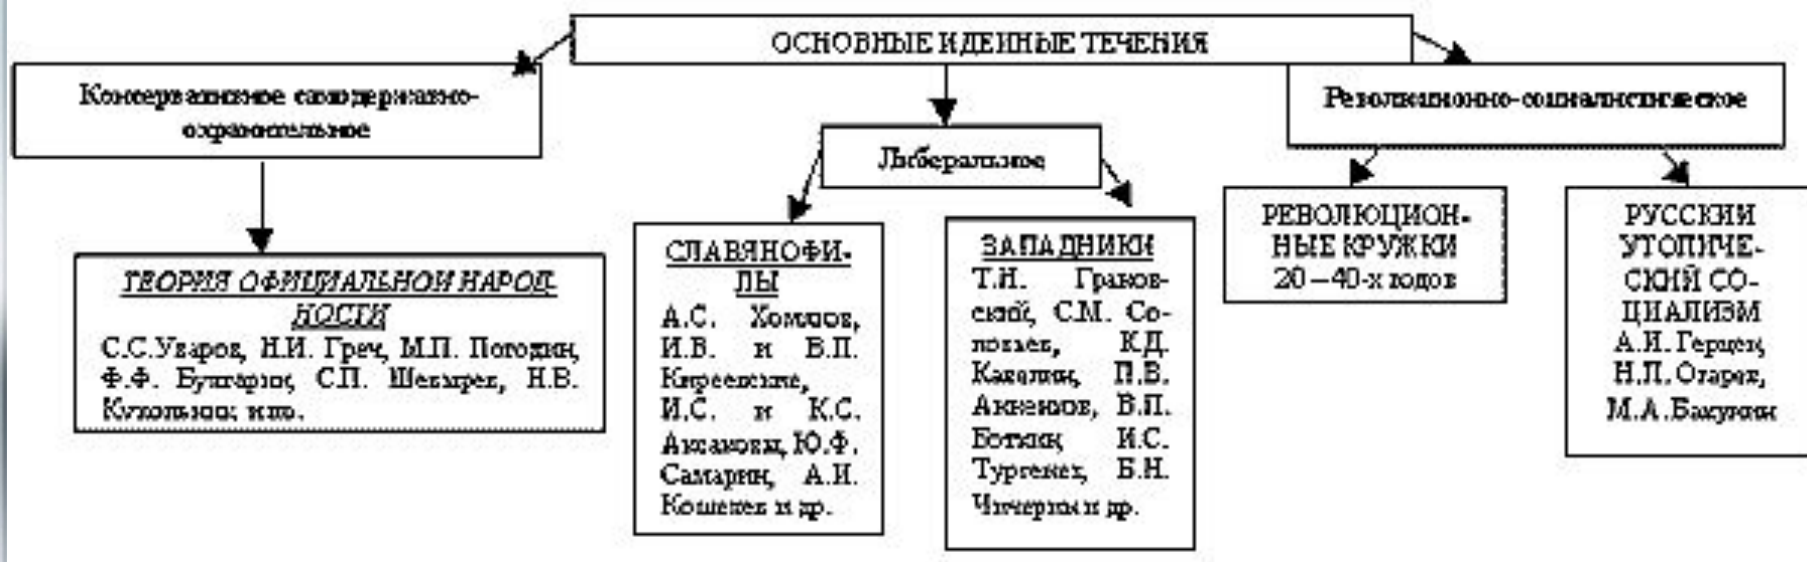 ОСНОВНЫЕ ИДЕЙНЫЕ ТЕЧЕНИЯ
Консервативное самодержавно-
охранительное
Либеральное
Революционно-социалистическое
ТЕОРИЯ ОФИЦИАЛЬНОЙ НАРОД-
НОСТИ
С.С.Уваров, Н.И. Греч, М.П. Погодин,
Ф.Ф. Булгарин, С.П. Шевырев, Н.В.
Кукольник и др.
СЛАВЯНОФИ-
ЛЫ
А.С. Хомяков,
И.В. и В.П.
Киреевские,
И.С. и К.С.
Аксаковы, Ю.Ф.
Самарин, А.И.
Кошелев и др.
ЗАПАДНИКИ
Т.Н. Гранов-
ский, С.М. Со-
ловьев, К.Д.
Кавелин, П.В.
Анненков, В.П.
Боткин, И.С.
Тургенев, Б.Н.
Чичерин и др.
РЕВОЛЮЦИОН-
НЫЕ КРУЖКИ
20 – 40-х годов
РУССКИЙ
УТОПИЧЕ-
СКИЙ СО-
ЦИАЛИЗМ
А.И. Герцен,
Н.П. Огарев,
М.А.Бакунин